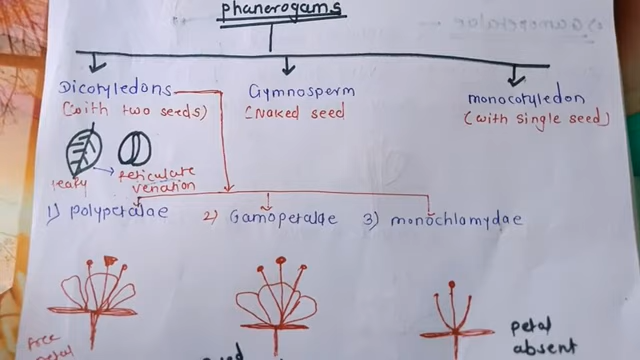 phanerogams
Dicotyledons
(with two seeds)
Gymnosperm
(Naked seed
monocotyledon
(with single seed)
leafy
reticulate
venation
1) polypetalae
2) Gamopetalae
3) monochlamydae
Free
petal
petal
absent